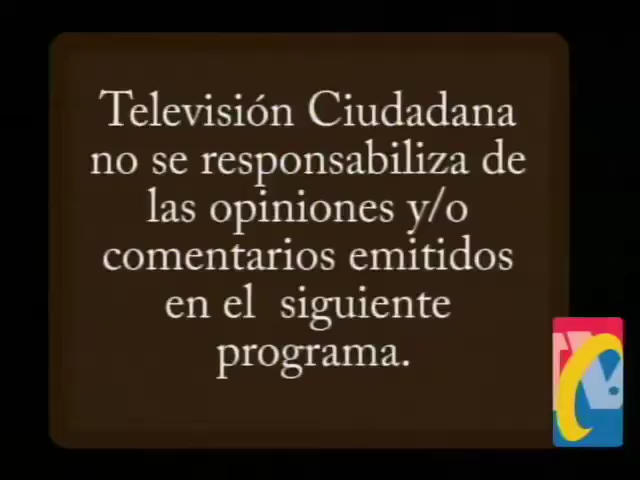 Televisión Ciudadana
no se responsabiliza de
las opiniones y/o
comentarios emitidos
en el siguiente
programa.